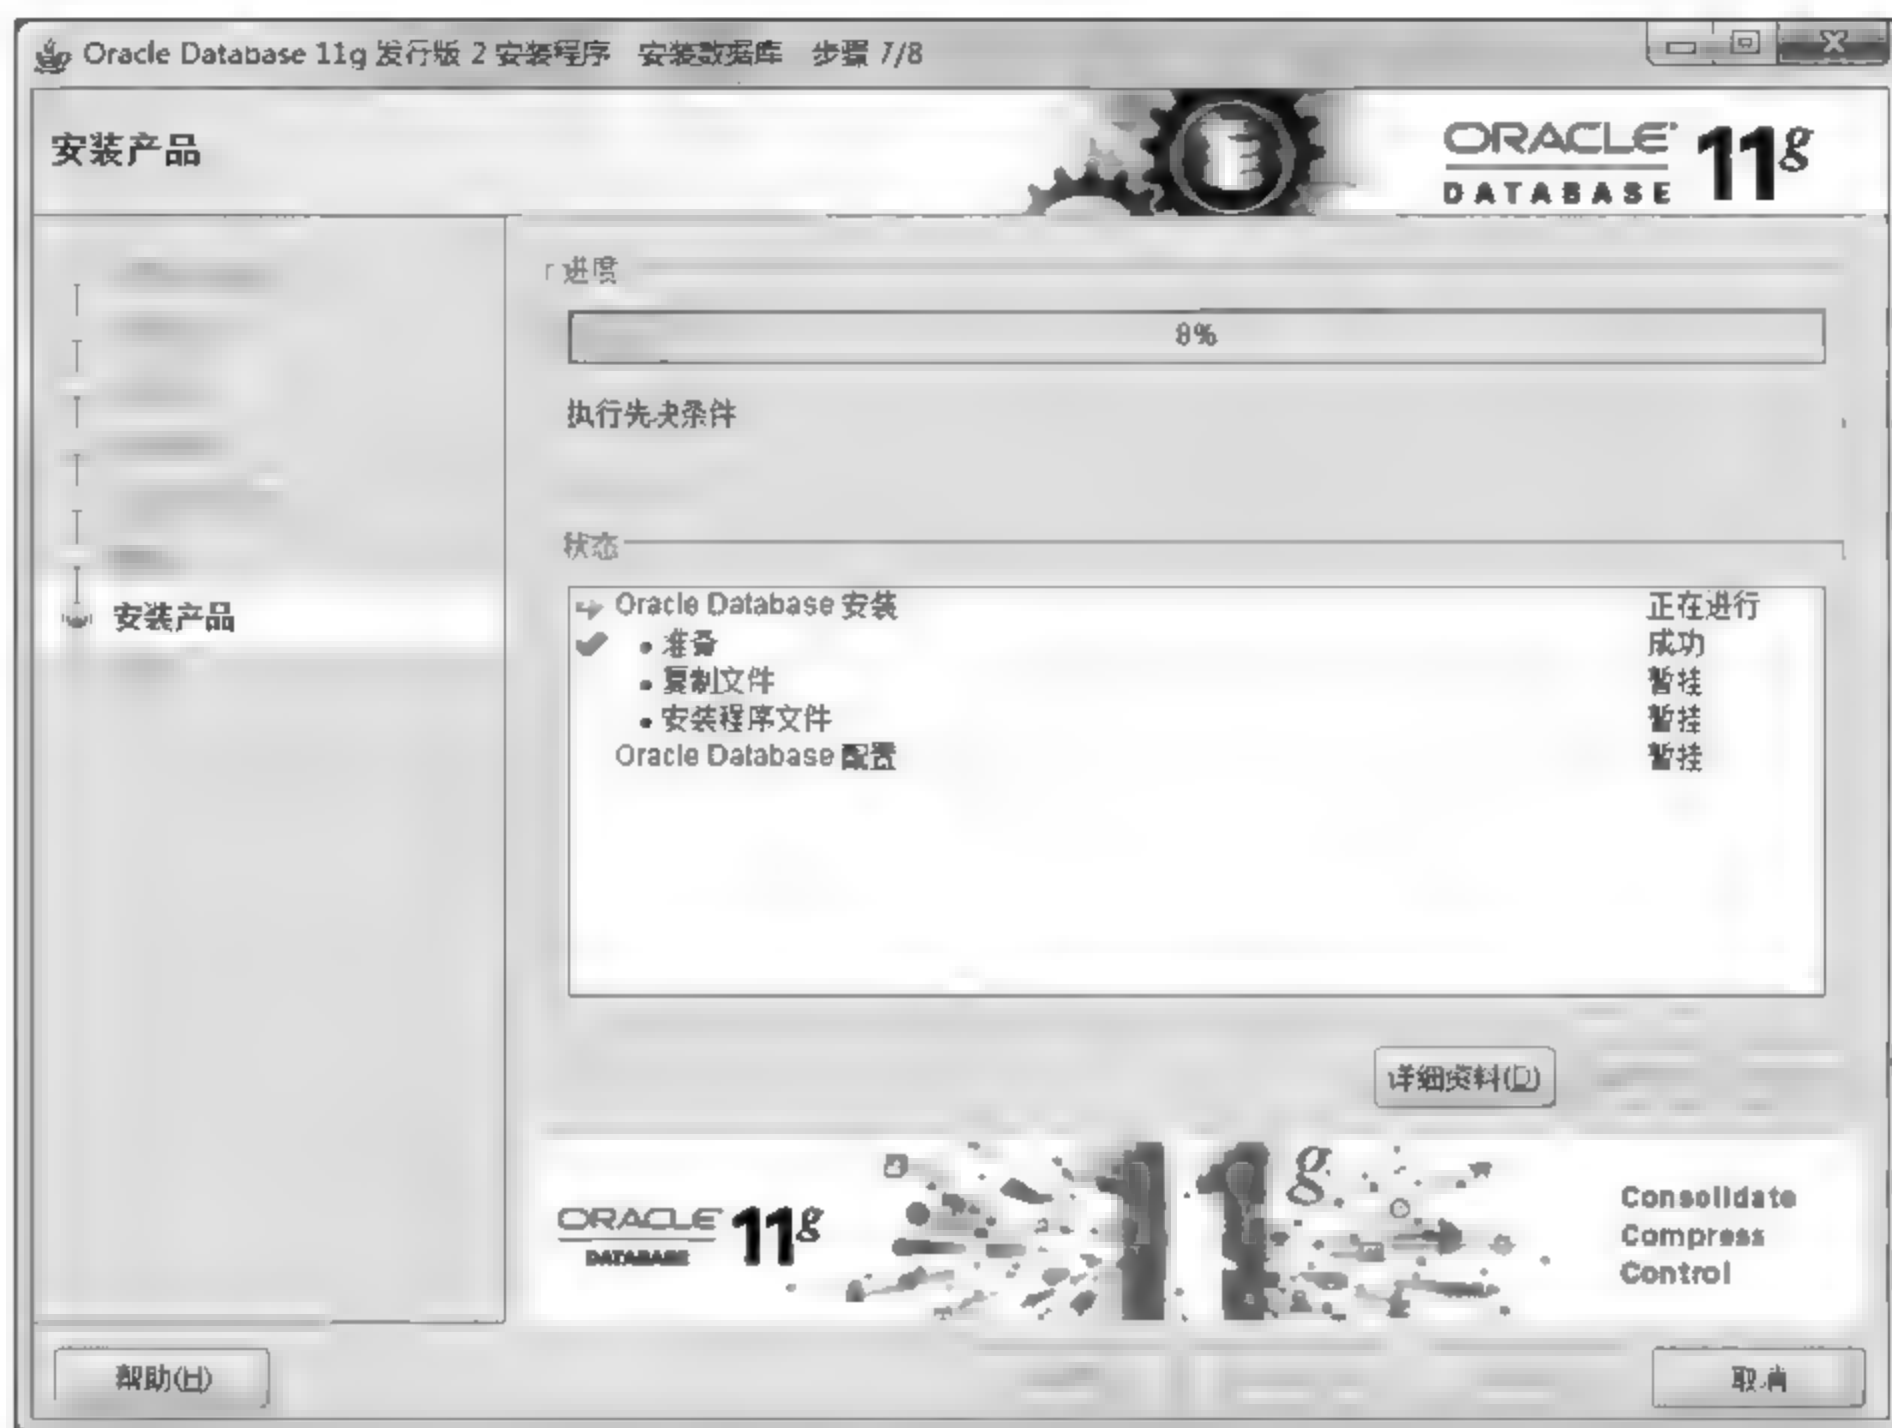 Oracle Database 11g 发行版 2 安装程序 安装数据库 步骤 7/8
安装产品
ORACLE
DATABASE
11g
进度
8%
执行先决条件
安装产品
状态
Oracle Database 安装 正在进行
准备 成功
复制文件 暂挂
安装程序文件 暂挂
Oracle Database 配置 暂挂
详细资料(D)
ORACLE
DATABASE
11g
11g
Consolidate
Compress
Control
帮助(H)
取消